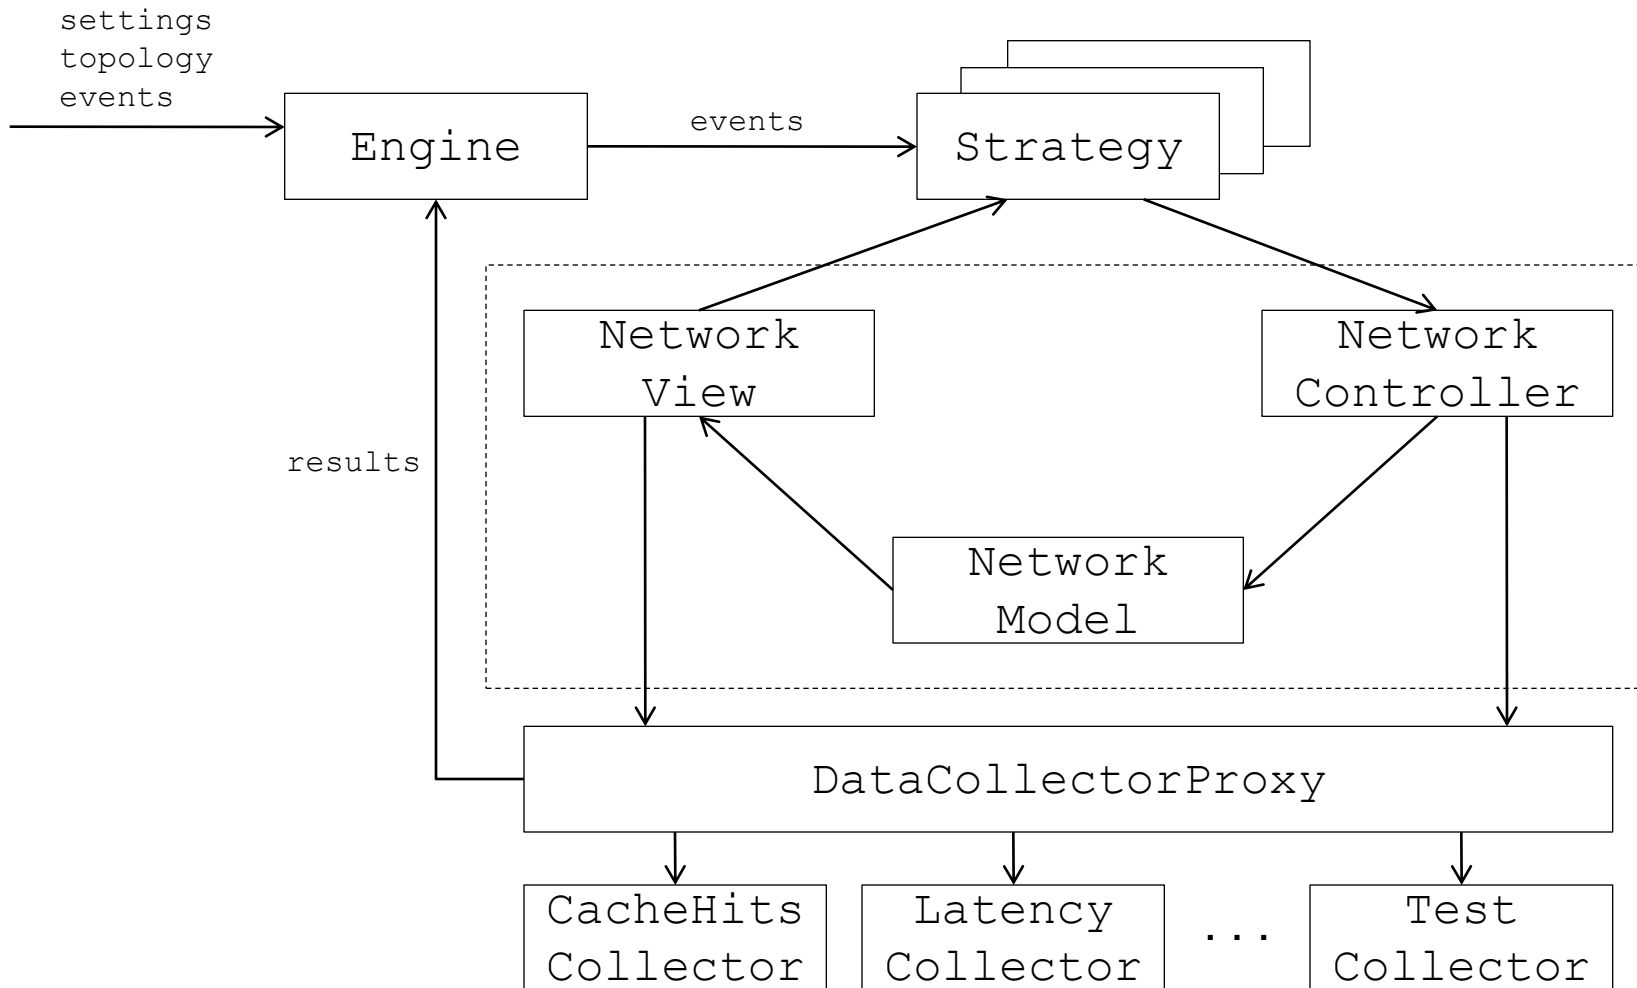 settings
topology
events
Engine
events
Strategy
Network
View
Network
Controller
results
Network
Model
DataCollectorProxy
CacheHits
Collector
Latency
Collector
...
Test
Collector